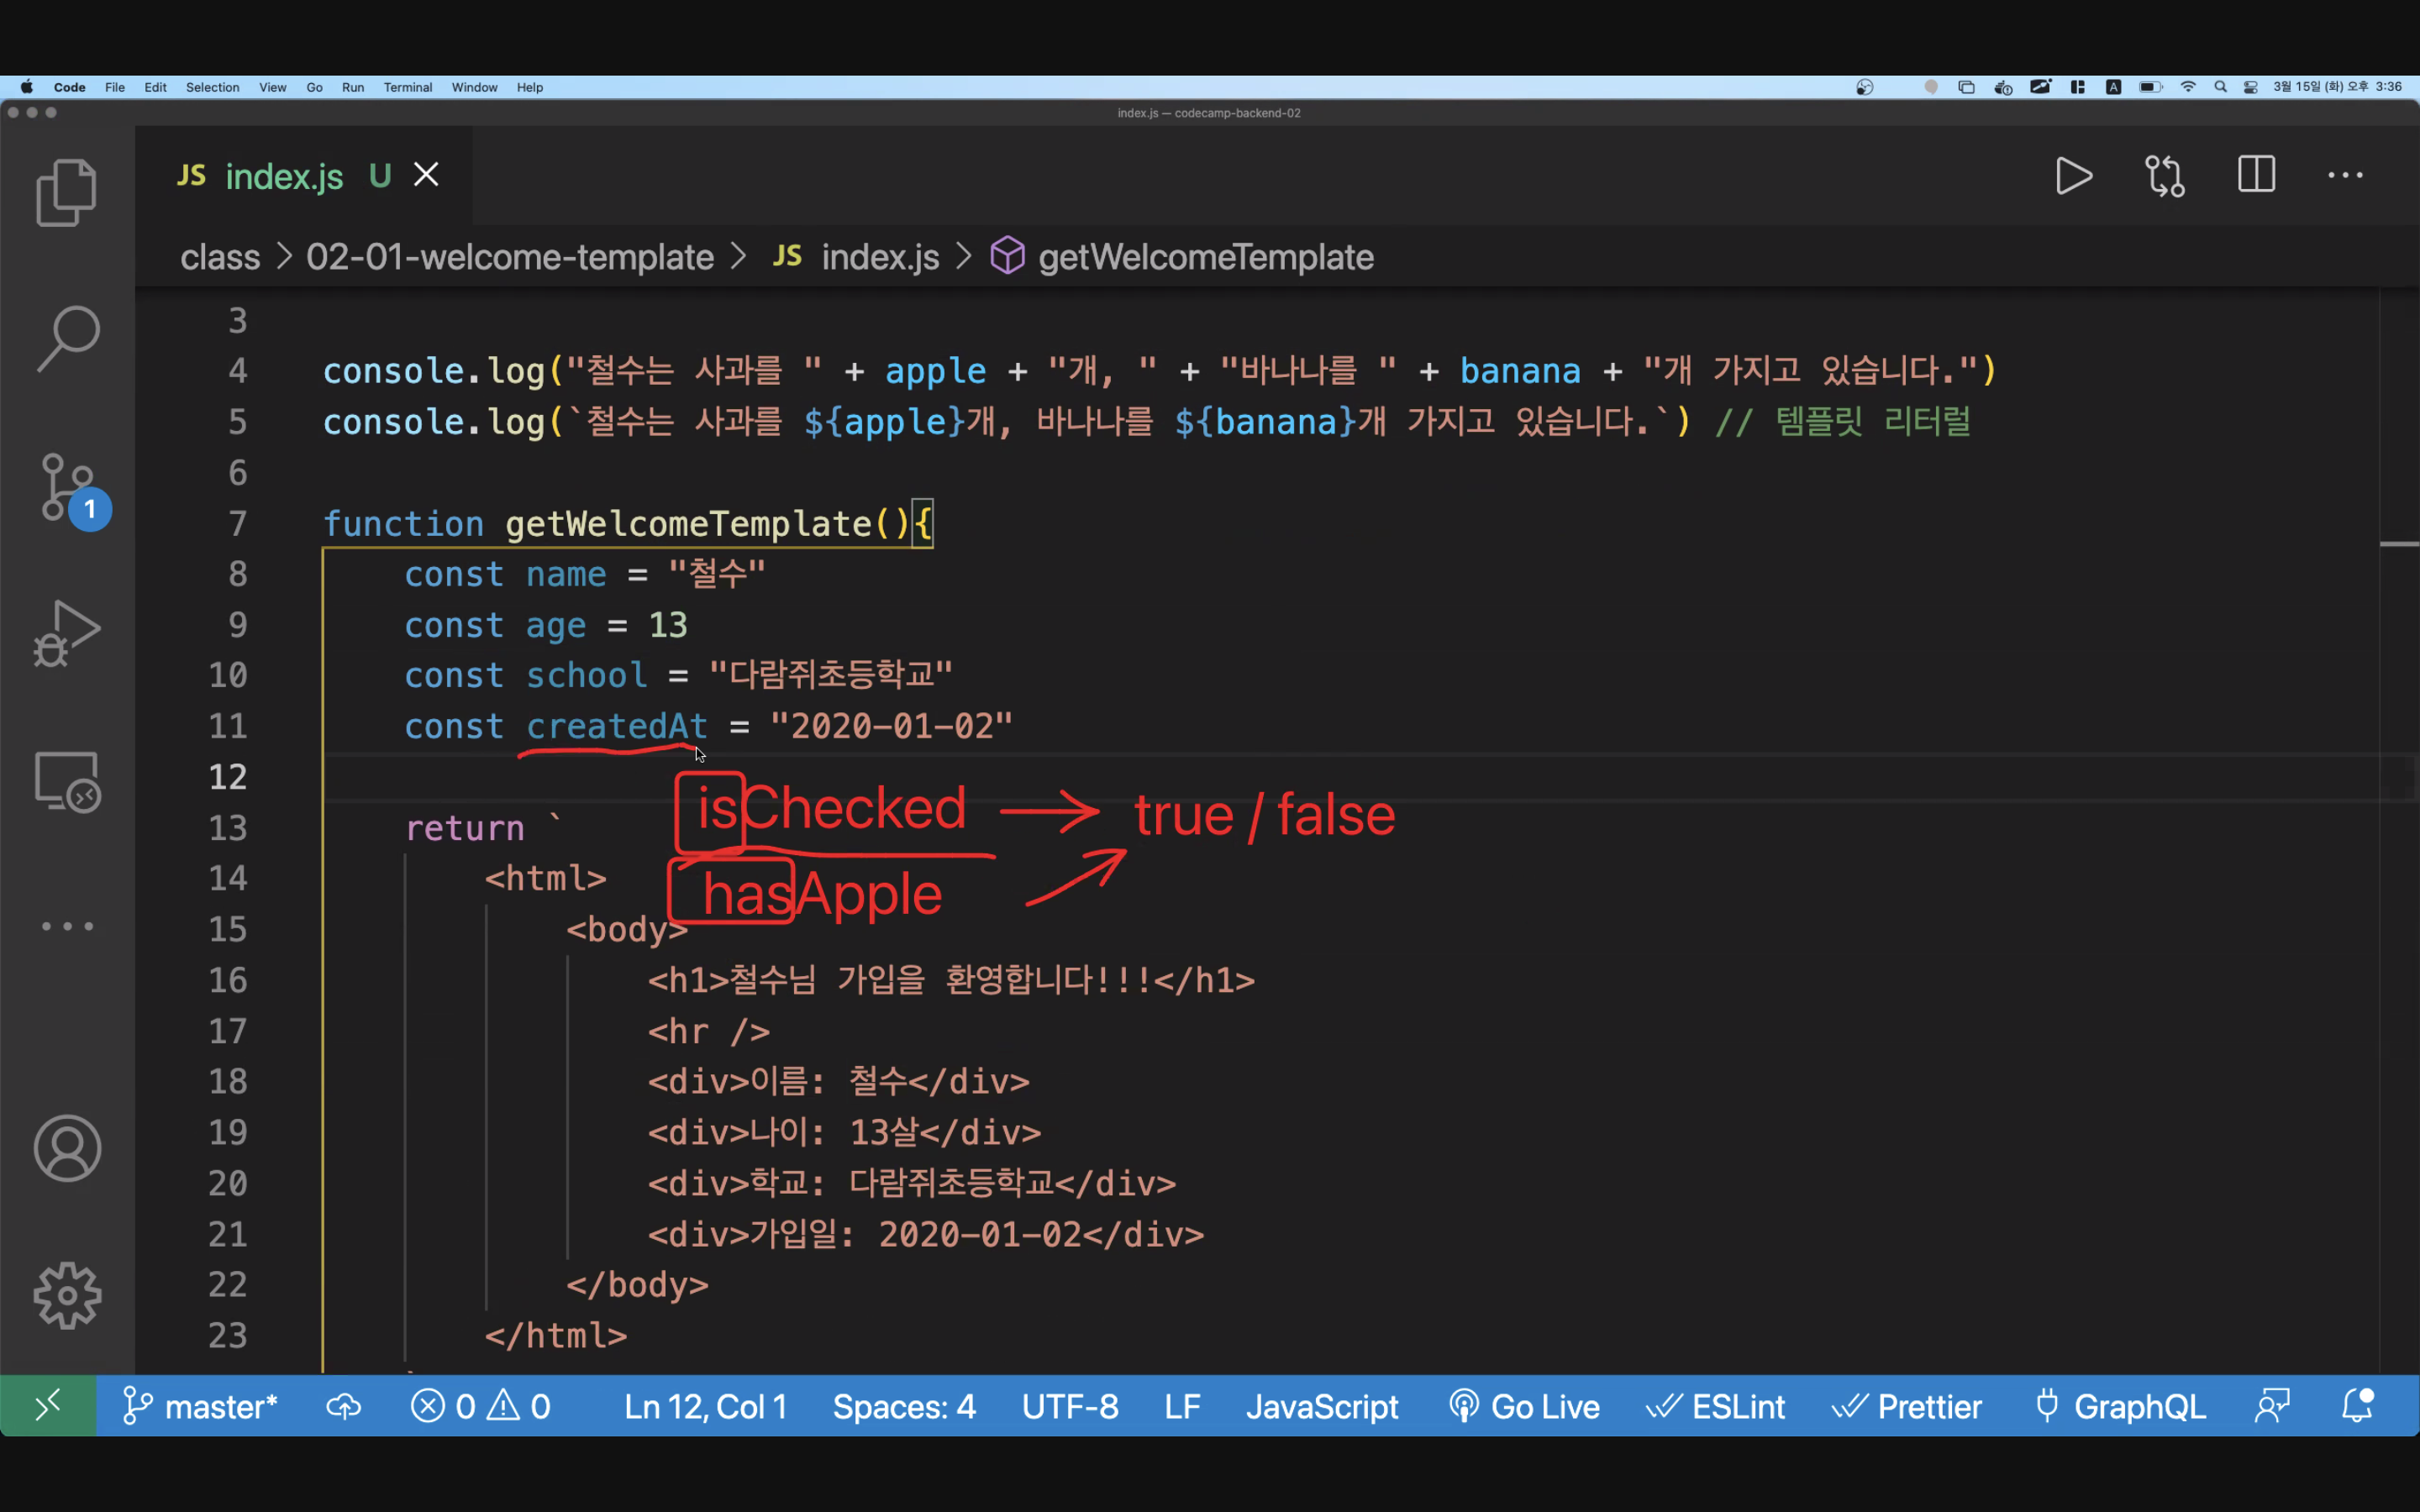 Code File Edit Selection View Go Run Terminal Window Help A 3월 15일 (화) 오후 3:36
index.js — codecamp-backend-02
JS index.js U
class > 02-01-welcome-template > JS index.js > getWelcomeTemplate
3
4 console.log("철수는 사과를 " + apple + "개, " + "바나나를 " + banana + "개 가지고 있습니다.")
5 console.log(`철수는 사과를 ${apple}개, 바나나를 ${banana}개 가지고 있습니다.`) // 템플릿 리터럴
6
7 function getWelcomeTemplate(){
8 const name = "철수"
9 const age = 13
10 const school = "다람쥐초등학교"
11 const createdAt = "2020-01-02"
12
isChecked → true / false
13 return `
14 <html>
hasApple
15 <body>
16 <h1>철수님 가입을 환영합니다!!!</h1>
17 <hr />
18 <div>이름: 철수</div>
19 <div>나이: 13살</div>
20 <div>학교: 다람쥐초등학교</div>
21 <div>가입일: 2020-01-02</div>
22 </body>
23 </html>
1
master* 0 0 Ln 12, Col 1 Spaces: 4 UTF-8 LF JavaScript Go Live ESLint Prettier GraphQL